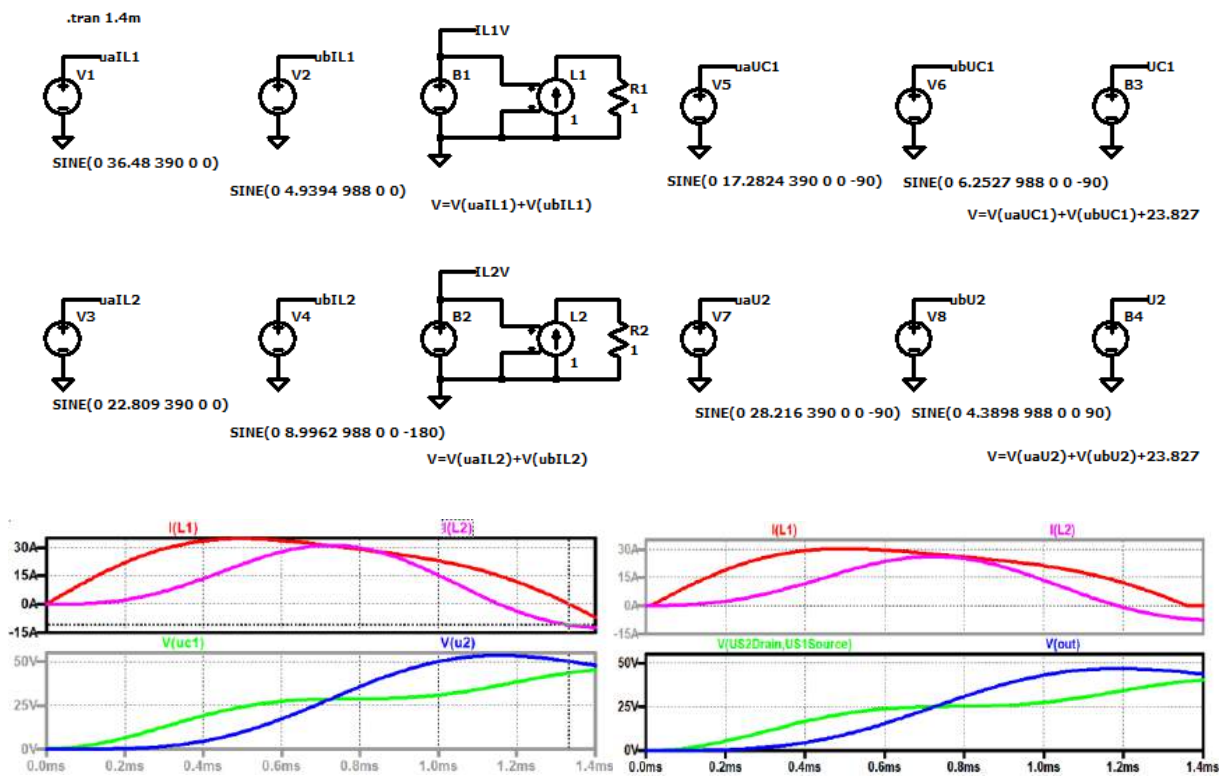 .tran 1.4m
uaIL1
V1
SINE(0 36.48 390 0 0)
ubIL1
V2
SINE(0 4.9394 988 0 0)
IL1V
B1
L1
1
R1
1
V=V(uaIL1)+V(ubIL1)
uaUC1
V5
SINE(0 17.2824 390 0 0 -90)
ubUC1
V6
SINE(0 6.2527 988 0 0 -90)
UC1
B3
V=V(uaUC1)+V(ubUC1)+23.827
uaIL2
V3
SINE(0 22.809 390 0 0)
ubIL2
V4
SINE(0 8.9962 988 0 0 -180)
IL2V
B2
L2
1
R2
1
V=V(uaIL2)+V(ubIL2)
uaU2
V7
SINE(0 28.216 390 0 0 -90)
ubU2
V8
SINE(0 4.3898 988 0 0 90)
U2
B4
V=V(uaU2)+V(ubU2)+23.827
I(L1) I(L2)
30A
15A
0A
-15A
V(uc1) V(u2)
50V
25V
0V
0.0ms 0.2ms 0.4ms 0.6ms 0.8ms 1.0ms 1.2ms 1.4ms
I(L1) I(L2)
30A
15A
0A
-15A
V(US2Drain,US1Source) V(out)
50V
25V
0V
0.0ms 0.2ms 0.4ms 0.6ms 0.8ms 1.0ms 1.2ms 1.4ms